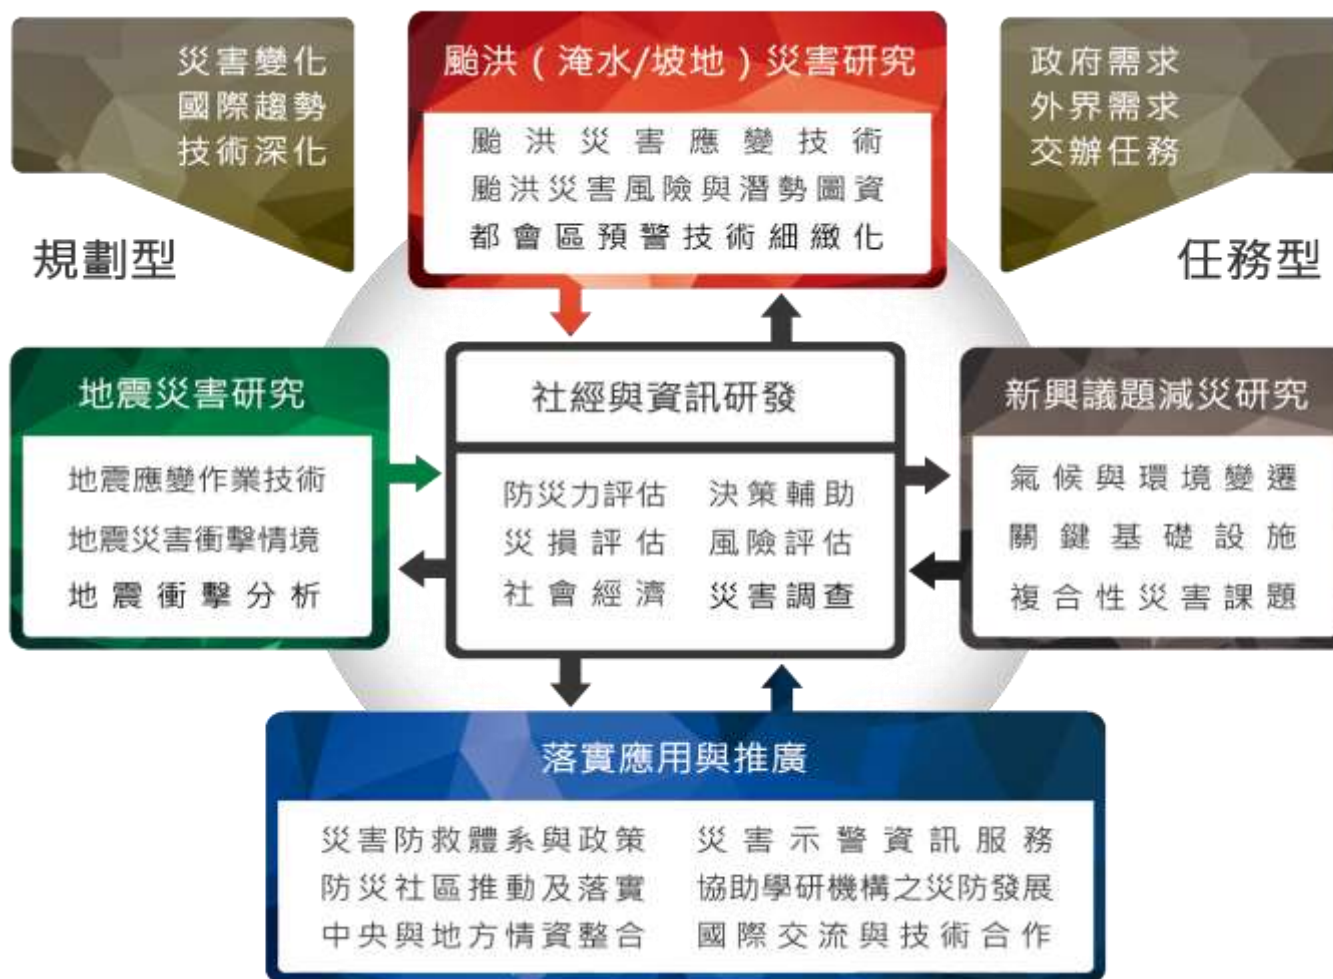 災害變化
國際趨勢
技術深化
規劃型
颱洪（淹水/坡地）災害研究
颱洪災害應變技術
颱洪災害風險與潛勢圖資
都會區預警技術細緻化
政府需求
外界需求
交辦任務
任務型
地震災害研究
地震應變作業技術
地震災害衝擊情境
地震衝擊分析
社經與資訊研發
防災力評估 決策輔助
災損評估 風險評估
社會經濟 災害調查
新興議題減災研究
氣候與環境變遷
關鍵基礎設施
複合性災害課題
落實應用與推廣
災害防救體系與政策 災害示警資訊服務
防災社區推動及落實 協助學研機構之災防發展
中央與地方情資整合 國際交流與技術合作